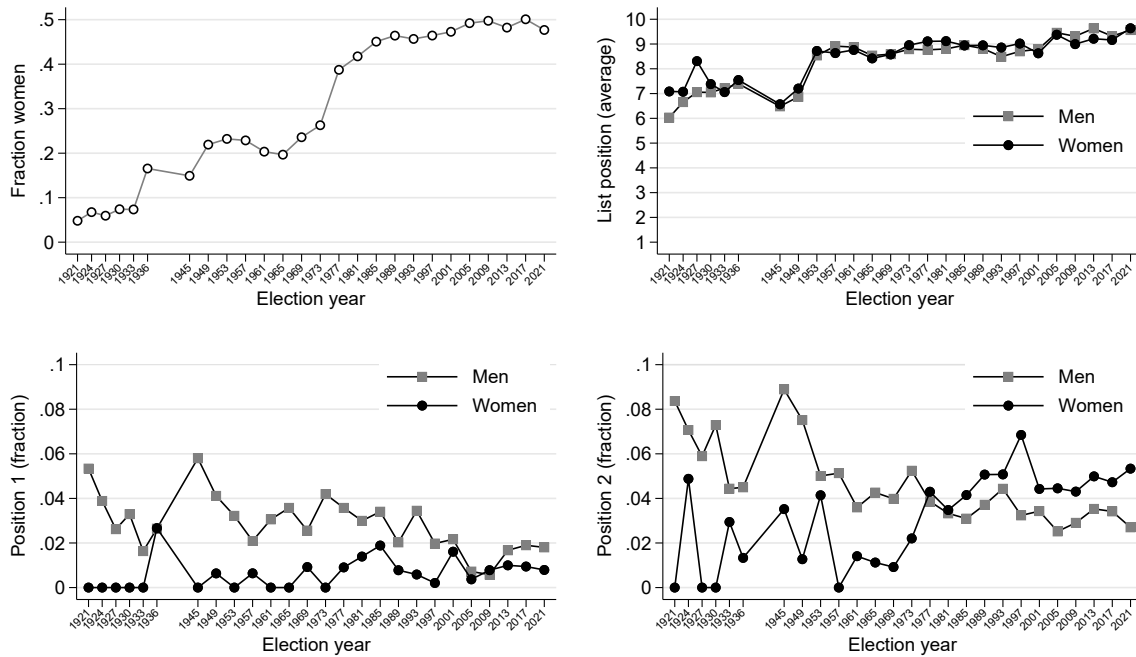 .5
.4
.3
.2
.1
0
Fraction women
1921 1924 1927 1930 1933 1936 1945 1949 1953 1957 1961 1965 1969 1973 1977 1981 1985 1989 1993 1997 2001 2005 2009 2013 2017 2021
Election year
10
9
8
7
6
5
4
3
2
1
List position (average)
Men
Women
1921 1924 1927 1930 1933 1936 1945 1949 1953 1957 1961 1965 1969 1973 1977 1981 1985 1989 1993 1997 2001 2005 2009 2013 2017 2021
Election year
.1
.08
.06
.04
.02
0
Position 1 (fraction)
Men
Women
1921 1924 1927 1930 1933 1936 1945 1949 1953 1957 1961 1965 1969 1973 1977 1981 1985 1989 1993 1997 2001 2005 2009 2013 2017 2021
Election year
.1
.08
.06
.04
.02
0
Position 2 (fraction)
Men
Women
1921 1924 1927 1930 1933 1936 1945 1949 1953 1957 1961 1965 1969 1973 1977 1981 1985 1989 1993 1997 2001 2005 2009 2013 2017 2021
Election year